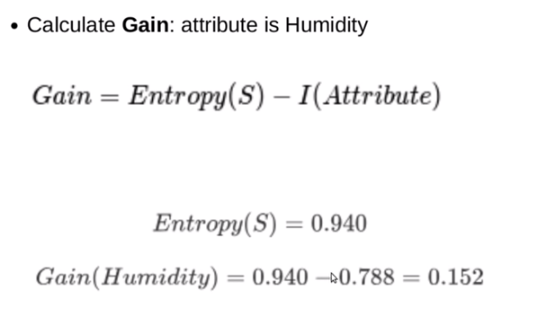 • Calculate Gain: attribute is Humidity
Gain = Entropy(S) − I(Attribute)
Entropy(S) = 0.940
Gain(Humidity) = 0.940 − 0.788 = 0.152